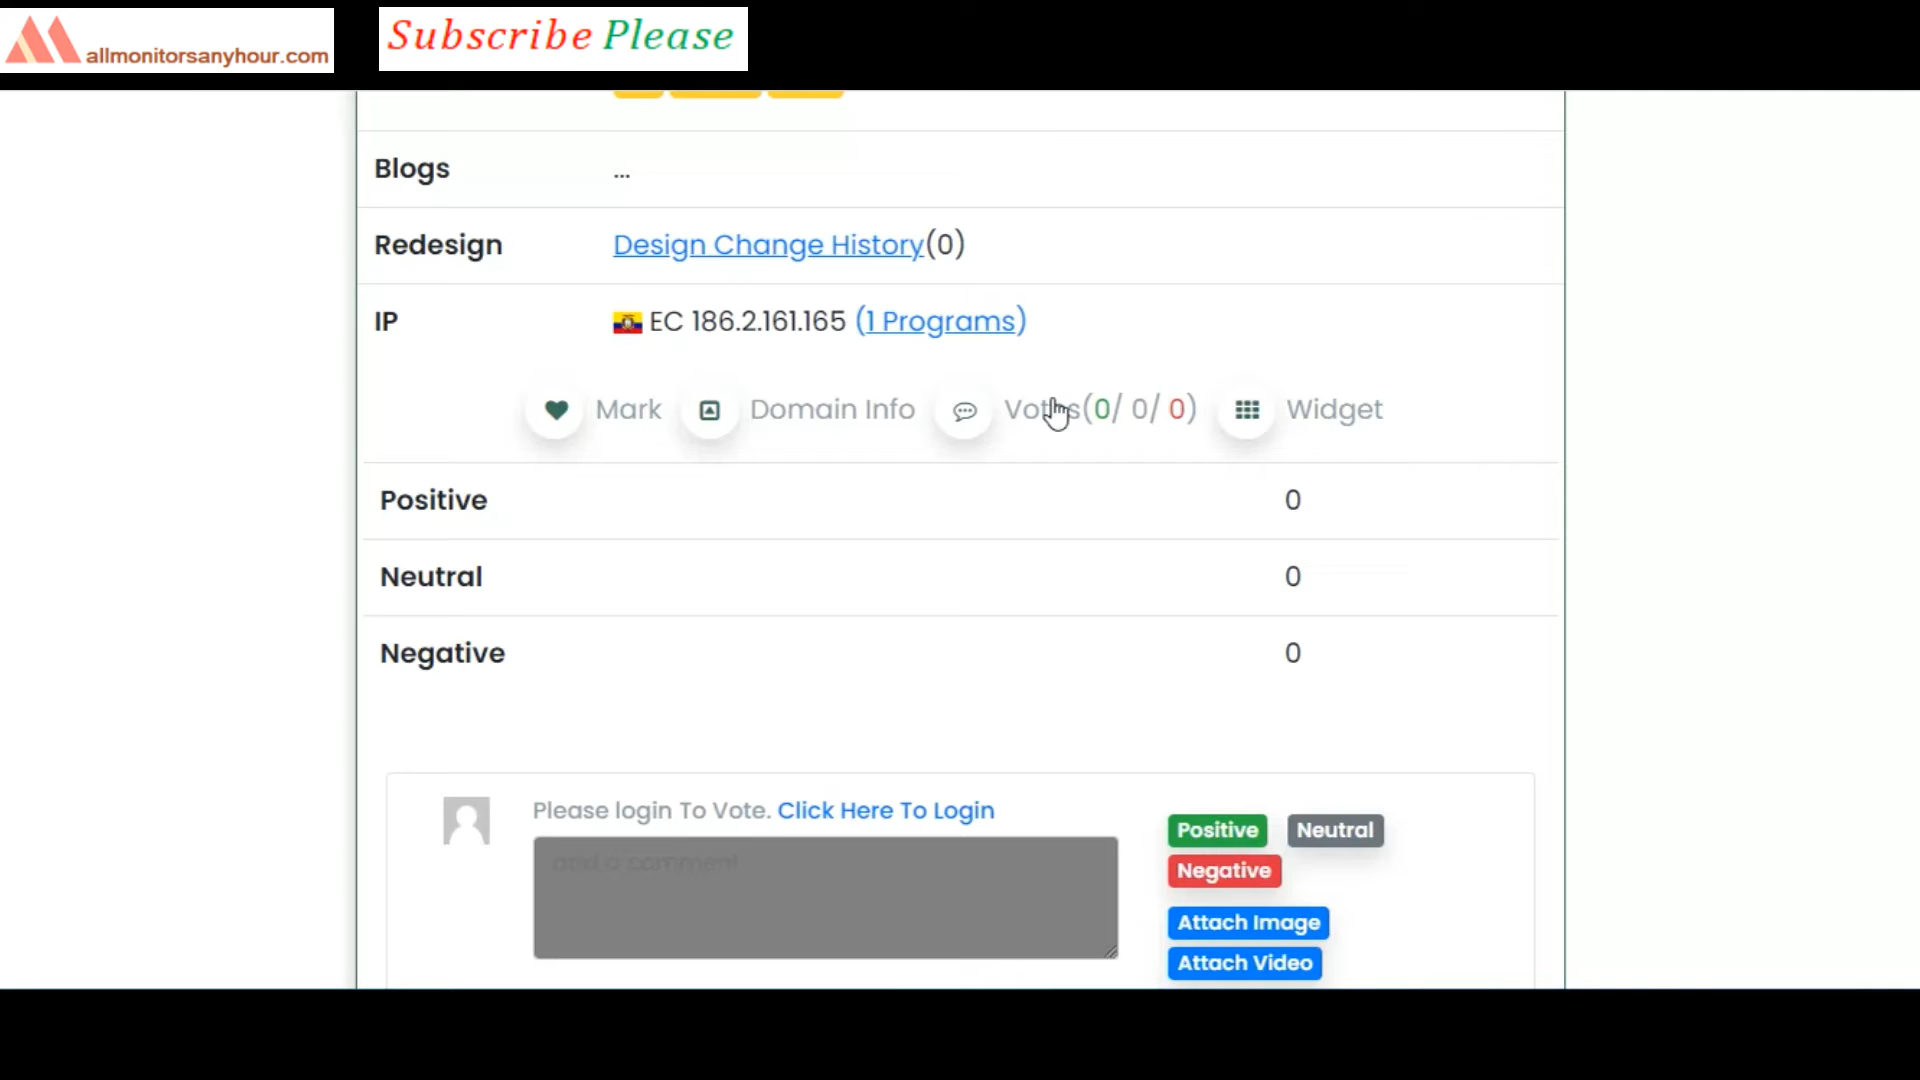 allmonitorsanyhour.com
Subscribe Please
Blogs ...
Redesign Design Change History(0)
IP EC 186.2.161.165 (1 Programs)
Mark Domain Info Votes(0/ 0/ 0) Widget
Positive 0
Neutral 0
Negative 0
Please login To Vote. Click Here To Login
add a comment
Positive Neutral
Negative
Attach Image
Attach Video